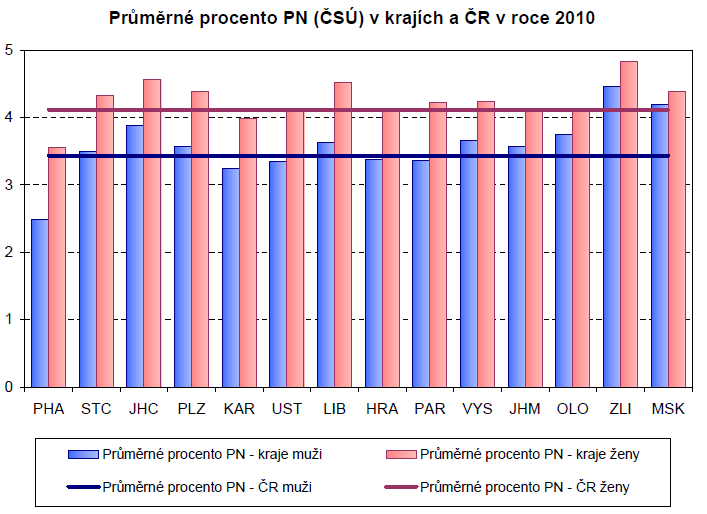 Průměrné procento PN (ČSÚ) v krajích a ČR v roce 2010
5
4
3
2
1
0
PHA STC JHC PLZ KAR UST LIB HRA PAR VYS JHM OLO ZLI MSK
Průměrné procento PN - kraje muži Průměrné procento PN - kraje ženy
Průměrné procento PN - ČR muži Průměrné procento PN - ČR ženy